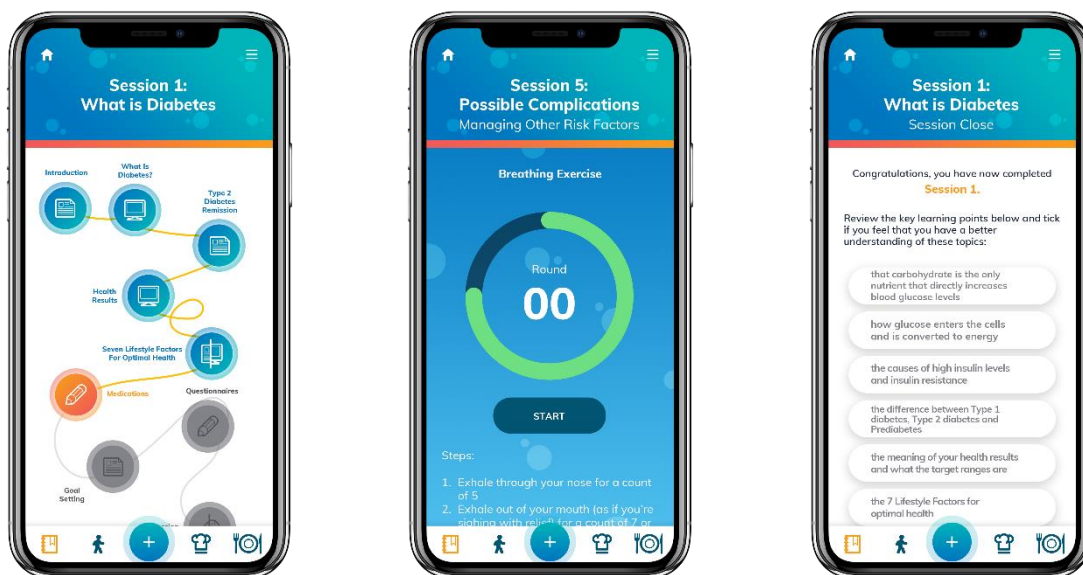 Session 1:
What is Diabetes
Introduction
What Is
Diabetes?
Type 2
Diabetes
Remission
Health
Results
Seven Lifestyle Factors
For Optimal Health
Medications
Questionnaires
Goal
Setting
Session 5:
Possible Complications
Managing Other Risk Factors
Breathing Exercise
Round
00
START
Steps:
1. Exhale through your nose for a count
of 5
2. Exhale out of your mouth (as if you're
sighing with relief) for a count of 7 or
Session 1:
What is Diabetes
Session Close
Congratulations, you have now completed
Session 1.
Review the key learning points below and tick
if you feel that you have a better
understanding of these topics:
that carbohydrate is the only
nutrient that directly increases
blood glucose levels
how glucose enters the cells
and is converted to energy
the causes of high insulin levels
and insulin resistance
the difference between Type 1
diabetes, Type 2 diabetes and
Prediabetes
the meaning of your health results
and what the target ranges are
the 7 Lifestyle Factors for
optimal health